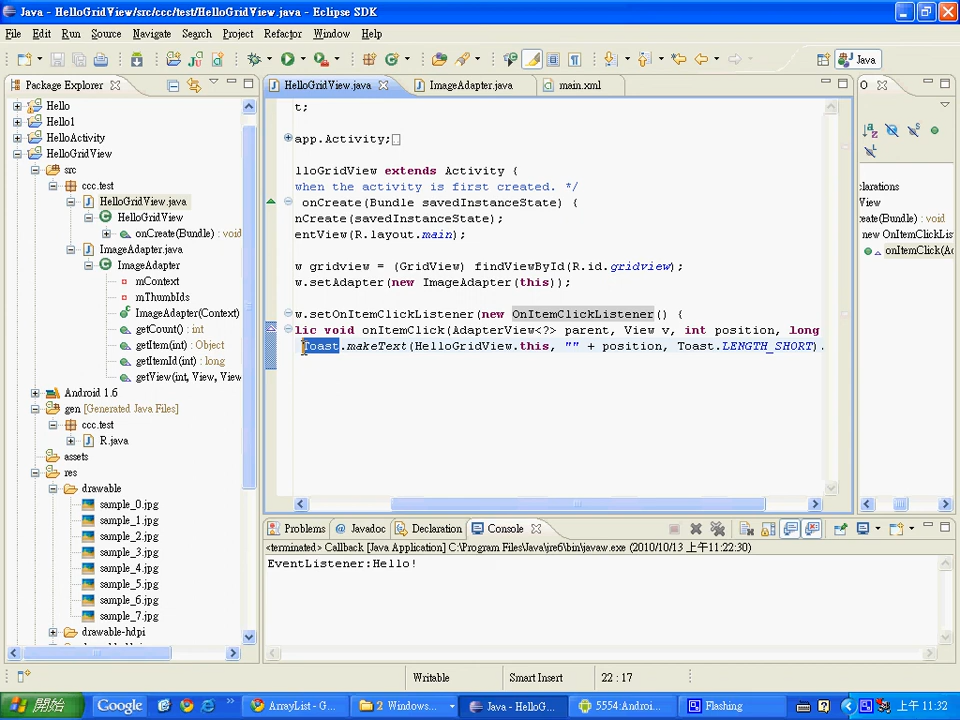 Java - HelloGridView/src/ccc/test/HelloGridView.java - Eclipse SDK
File Edit Run Source Navigate Search Project Refactor Window Help
Java
Package Explorer
Hello
Hello1
HelloActivity
HelloGridView
src
ccc.test
HelloGridView.java
HelloGridView
onCreate(Bundle) : void
ImageAdapter.java
ImageAdapter
mContext
mThumbIds
ImageAdapter(Context)
getCount() : int
getItem(int) : Object
getItemId(int) : long
getView(int, View, View
Android 1.6
gen [Generated Java Files]
ccc.test
R.java
assets
res
drawable
sample_0.jpg
sample_1.jpg
sample_2.jpg
sample_3.jpg
sample_4.jpg
sample_5.jpg
sample_6.jpg
sample_7.jpg
drawable-hdpi
HelloGridView.java ImageAdapter.java main.xml
t;
app.Activity;
lloGridView extends Activity {
when the activity is first created. */
onCreate(Bundle savedInstanceState) {
nCreate(savedInstanceState);
entView(R.layout.main);
w gridview = (GridView) findViewById(R.id.gridview);
w.setAdapter(new ImageAdapter(this));
w.setOnItemClickListener(new OnItemClickListener() {
lic void onItemClick(AdapterView<?> parent, View v, int position, long
Toast.makeText(HelloGridView.this, "" + position, Toast.LENGTH_SHORT).
O
clarations
View
reate(Bundle) : void
new OnItemClickList
onItemClick(Ad
Problems @ Javadoc Declaration Console
<terminated> Callback [Java Application] C:\Program Files\Java\jre6\bin\javaw.exe (2010/10/13 上午11:22:30)
EventListener:Hello!
Writable Smart Insert 22 : 17
開始 Google ArrayList - G... 2 Windows... Java - HelloG... 5554:Androi... Flashing 上午 11:32